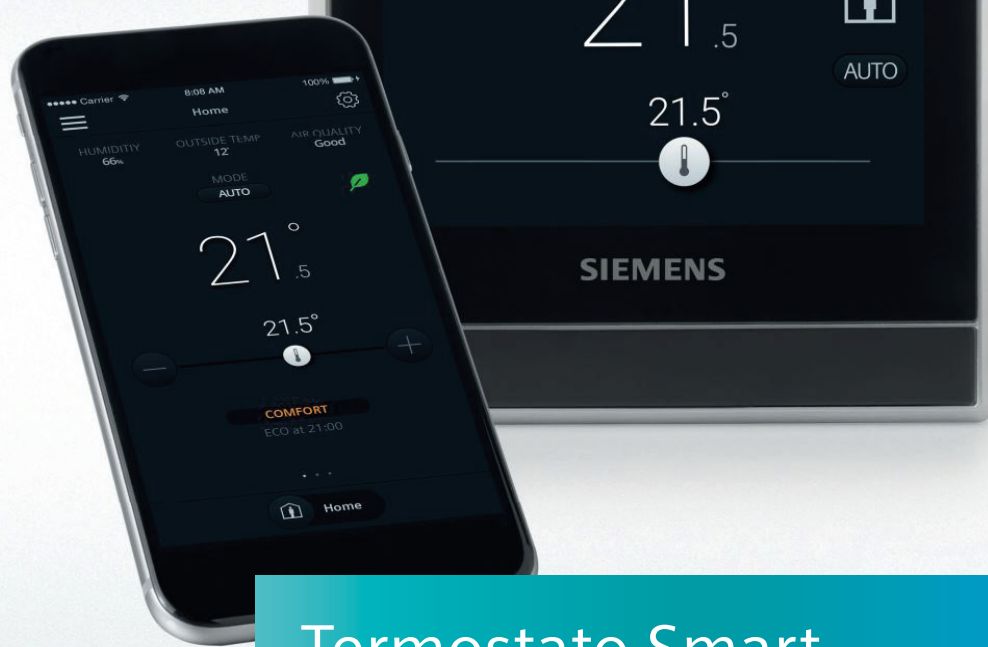 ●●●●● Carrier 8:08 AM 100%
Home
HUMIDITIY OUTSIDE TEMP AIR QUALITY
66% 12° Good
MODE
AUTO
21°.5
21.5°
COMFORT
ECO at 21:00
Home
21.5
AUTO
21.5°
SIEMENS
Termostato Smart